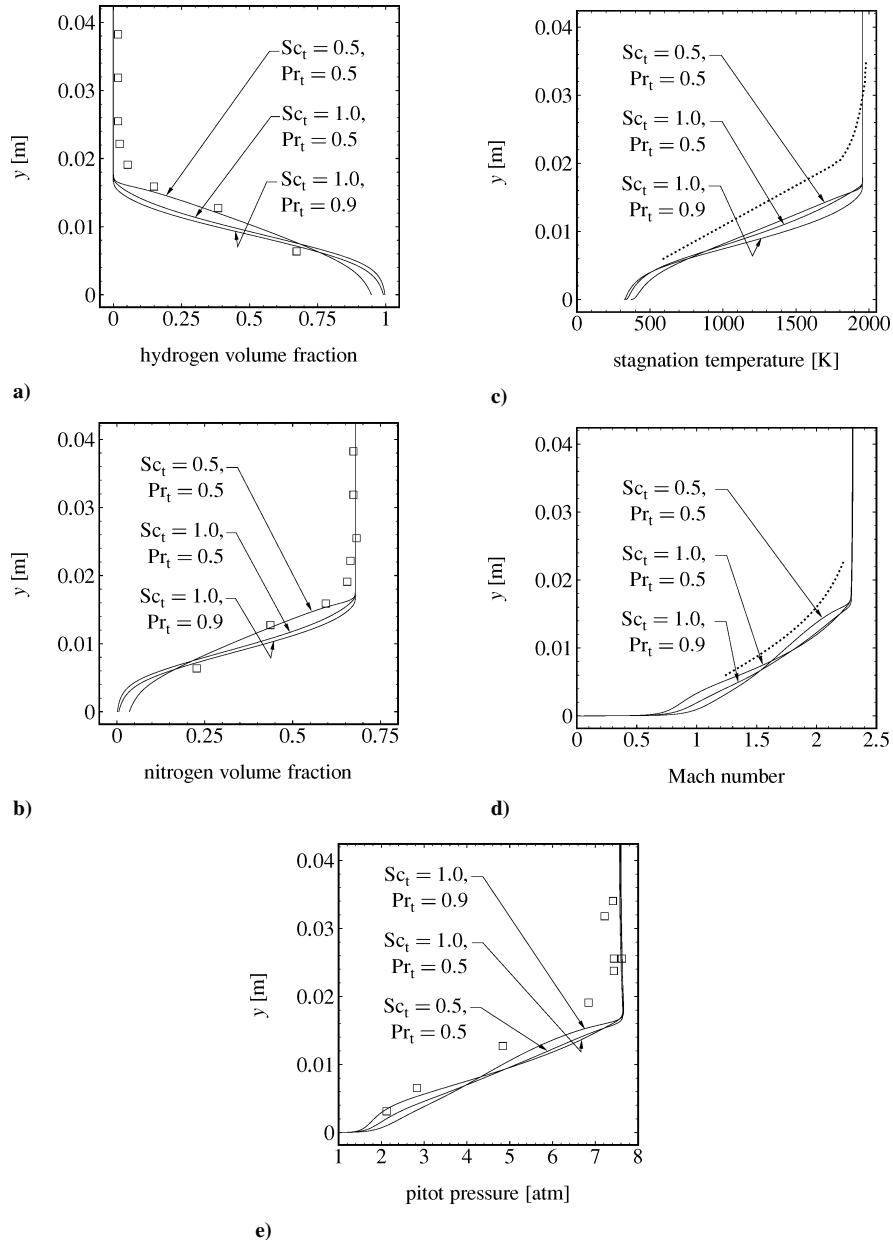 0.04
0.03
0.02
0.01
0
y [m]
Sc_t = 0.5,
Pr_t = 0.5
Sc_t = 1.0,
Pr_t = 0.5
Sc_t = 1.0,
Pr_t = 0.9
0 0.25 0.5 0.75 1
hydrogen volume fraction
a)
0.04
0.03
0.02
0.01
0
y [m]
Sc_t = 0.5,
Pr_t = 0.5
Sc_t = 1.0,
Pr_t = 0.5
Sc_t = 1.0,
Pr_t = 0.9
0 500 1000 1500 2000
stagnation temperature [K]
c)
0.04
0.03
0.02
0.01
0
y [m]
Sc_t = 0.5,
Pr_t = 0.5
Sc_t = 1.0,
Pr_t = 0.5
Sc_t = 1.0,
Pr_t = 0.9
0 0.25 0.5 0.75
nitrogen volume fraction
b)
0.04
0.03
0.02
0.01
0
y [m]
Sc_t = 0.5,
Pr_t = 0.5
Sc_t = 1.0,
Pr_t = 0.5
Sc_t = 1.0,
Pr_t = 0.9
0 0.5 1 1.5 2 2.5
Mach number
d)
0.04
0.03
0.02
0.01
0
y [m]
Sc_t = 1.0,
Pr_t = 0.9
Sc_t = 1.0,
Pr_t = 0.5
Sc_t = 0.5,
Pr_t = 0.5
1 2 3 4 5 6 7 8
pitot pressure [atm]
e)